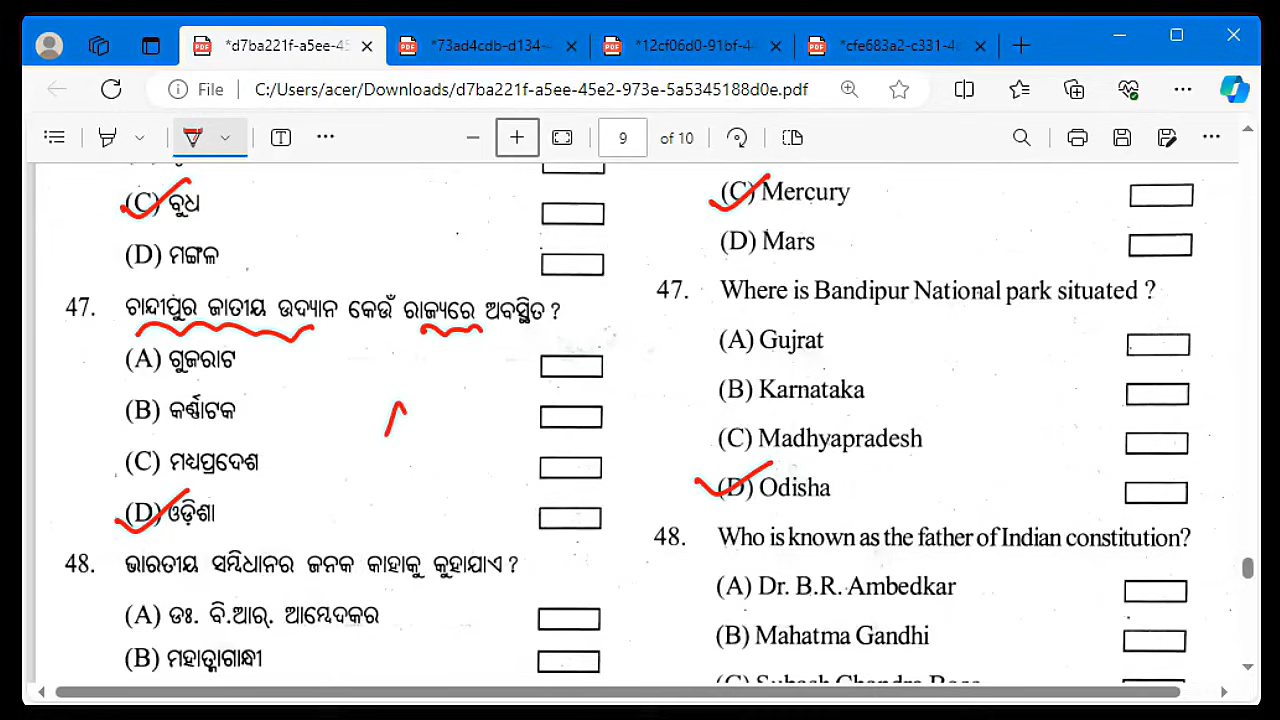 *d7ba221f-a5ee-45
*73ad4cdb-d134-
*12cf06d0-91bf-4
*cfe683a2-c331-4
File C:/Users/acer/Downloads/d7ba221f-a5ee-45e2-973e-5a5345188d0e.pdf
9 of 10
(C) ବୁଧ
(D) ମଙ୍ଗଳ
47. ଚାନ୍ଦୀପୁର ଜାତୀୟ ଉଦ୍ୟାନ କେଉଁ ରାଜ୍ୟରେ ଅବସ୍ଥିତ ?
(A) ଗୁଜରାଟ
(B) କର୍ଣ୍ଣାଟକ
(C) ମଧ୍ୟପ୍ରଦେଶ
(D) ଓଡ଼ିଶା
48. ଭାରତୀୟ ସମ୍ବିଧାନର ଜନକ କାହାକୁ କୁହାଯାଏ ?
(A) ଡଃ. ବି.ଆର୍. ଆମ୍ବେଦକର
(B) ମହାତ୍ମାଗାନ୍ଧୀ
(C) Mercury
(D) Mars
47. Where is Bandipur National park situated ?
(A) Gujrat
(B) Karnataka
(C) Madhyapradesh
(D) Odisha
48. Who is known as the father of Indian constitution?
(A) Dr. B.R. Ambedkar
(B) Mahatma Gandhi
(C) Subash Chandra Bose